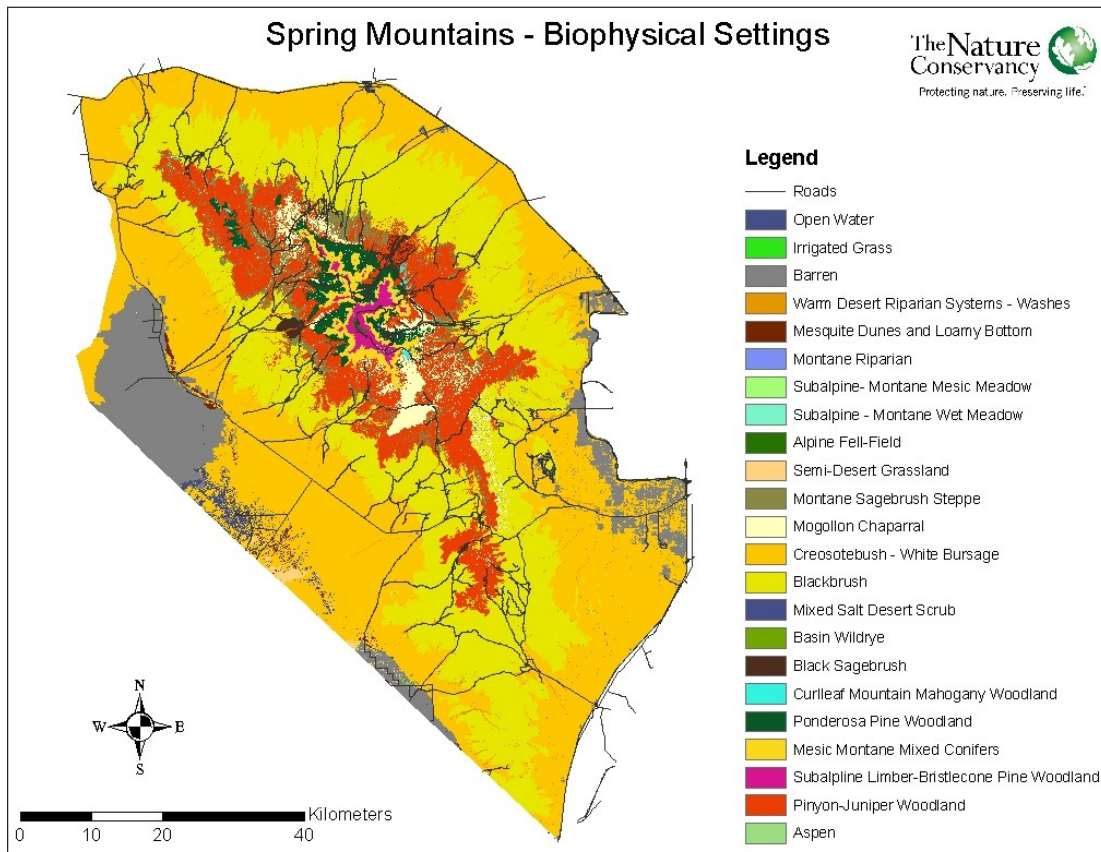 Spring Mountains - Biophysical Settings
The Nature
Conservancy
Protecting nature. Preserving life.
Legend
Roads
Open Water
Irrigated Grass
Barren
Warm Desert Riparian Systems - Washes
Mesquite Dunes and Loamy Bottom
Montane Riparian
Subalpine- Montane Mesic Meadow
Subalpine - Montane Wet Meadow
Alpine Fell-Field
Semi-Desert Grassland
Montane Sagebrush Steppe
Mogollon Chaparral
Creosotebush - White Bursage
Blackbrush
Mixed Salt Desert Scrub
Basin Wildrye
Black Sagebrush
Curlleaf Mountain Mahogany Woodland
Ponderosa Pine Woodland
Mesic Montane Mixed Conifers
Subalpline Limber-Bristlecone Pine Woodland
Pinyon-Juniper Woodland
Aspen
N
W E
S
Kilometers
0 10 20 40